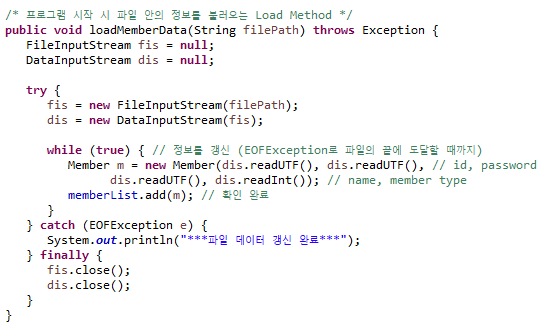 /* 프로그램 시작 시 파일 안의 정보를 불러오는 Load Method */
public void loadMemberData(String filePath) throws Exception {
FileInputStream fis = null;
DataInputStream dis = null;
try {
fis = new FileInputStream(filePath);
dis = new DataInputStream(fis);
while (true) { // 정보를 갱신 (EOFException로 파일의 끝에 도달할 때까지)
Member m = new Member(dis.readUTF(), dis.readUTF(), // id, password
dis.readUTF(), dis.readInt()); // name, member type
memberList.add(m); // 확인 완료
}
} catch (EOFException e) {
System.out.println("***파일 데이터 갱신 완료***");
} finally {
fis.close();
dis.close();
}
}